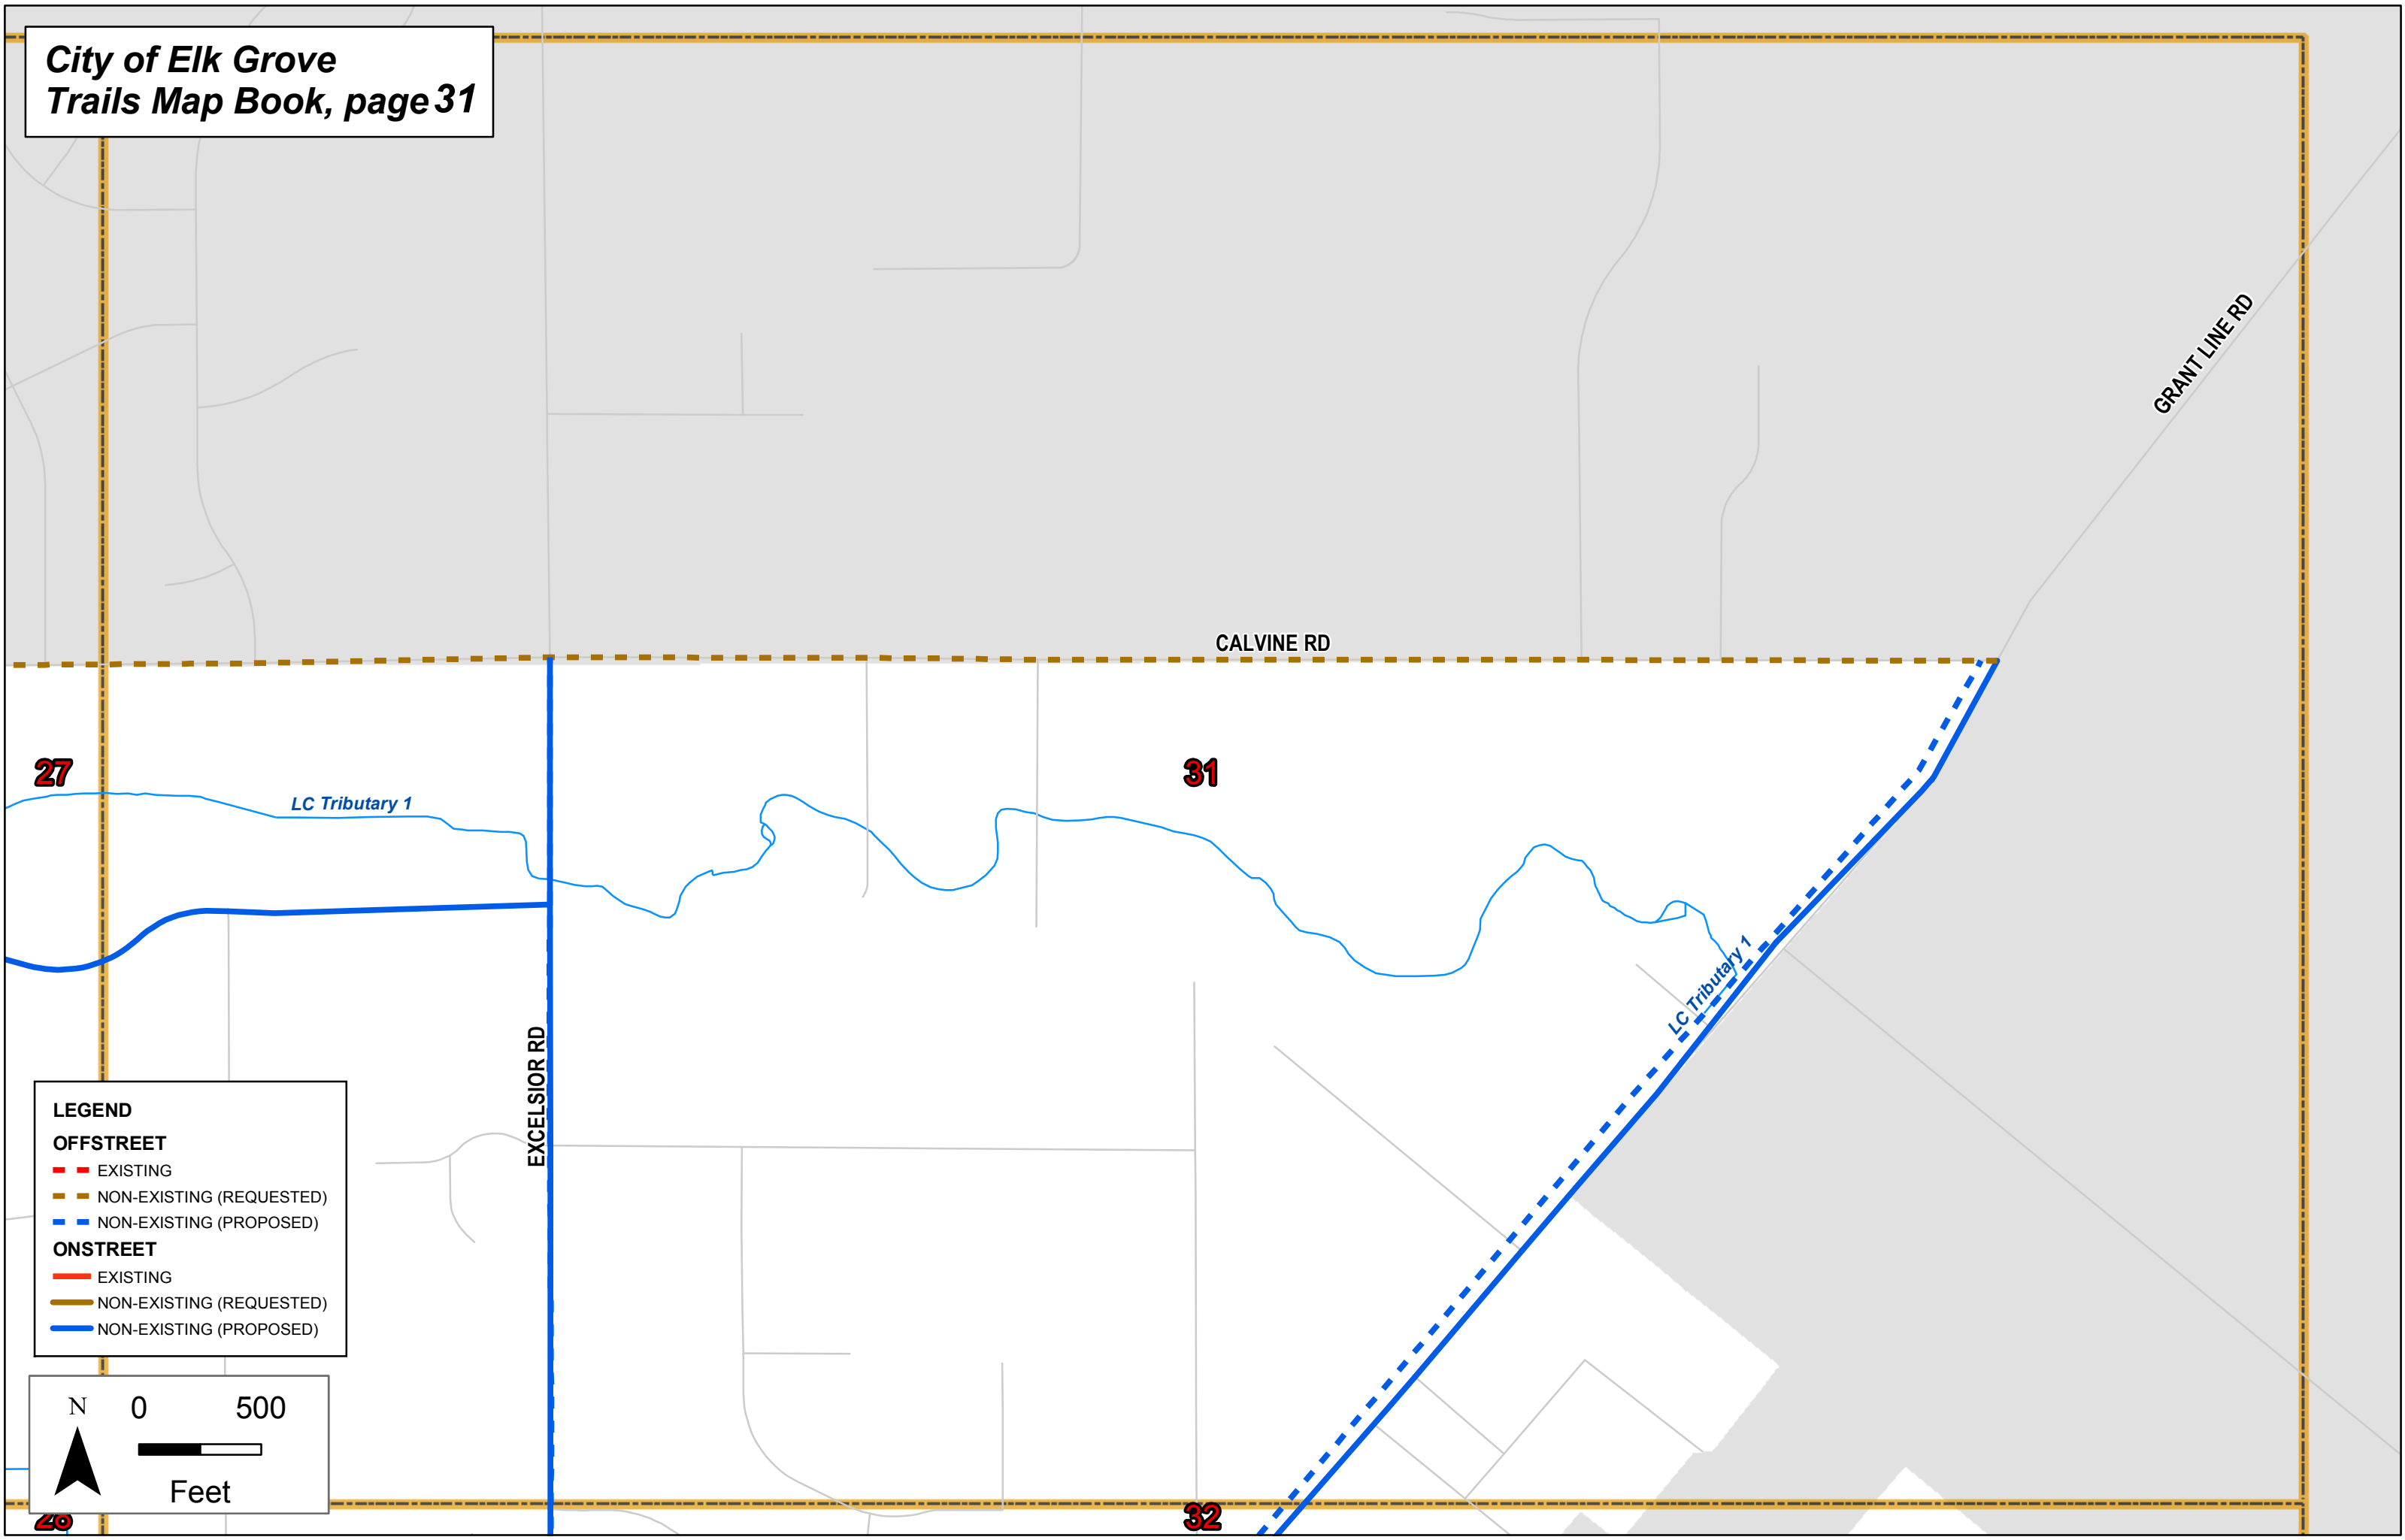 City of Elk Grove
Trails Map Book, page 31
GRANT LINE RD
CALVINE RD
27
31
LC Tributary 1
LC Tributary 1
EXCELSIOR RD
LEGEND
OFFSTREET
EXISTING
NON-EXISTING (REQUESTED)
NON-EXISTING (PROPOSED)
ONSTREET
EXISTING
NON-EXISTING (REQUESTED)
NON-EXISTING (PROPOSED)
N
0 500
Feet
32